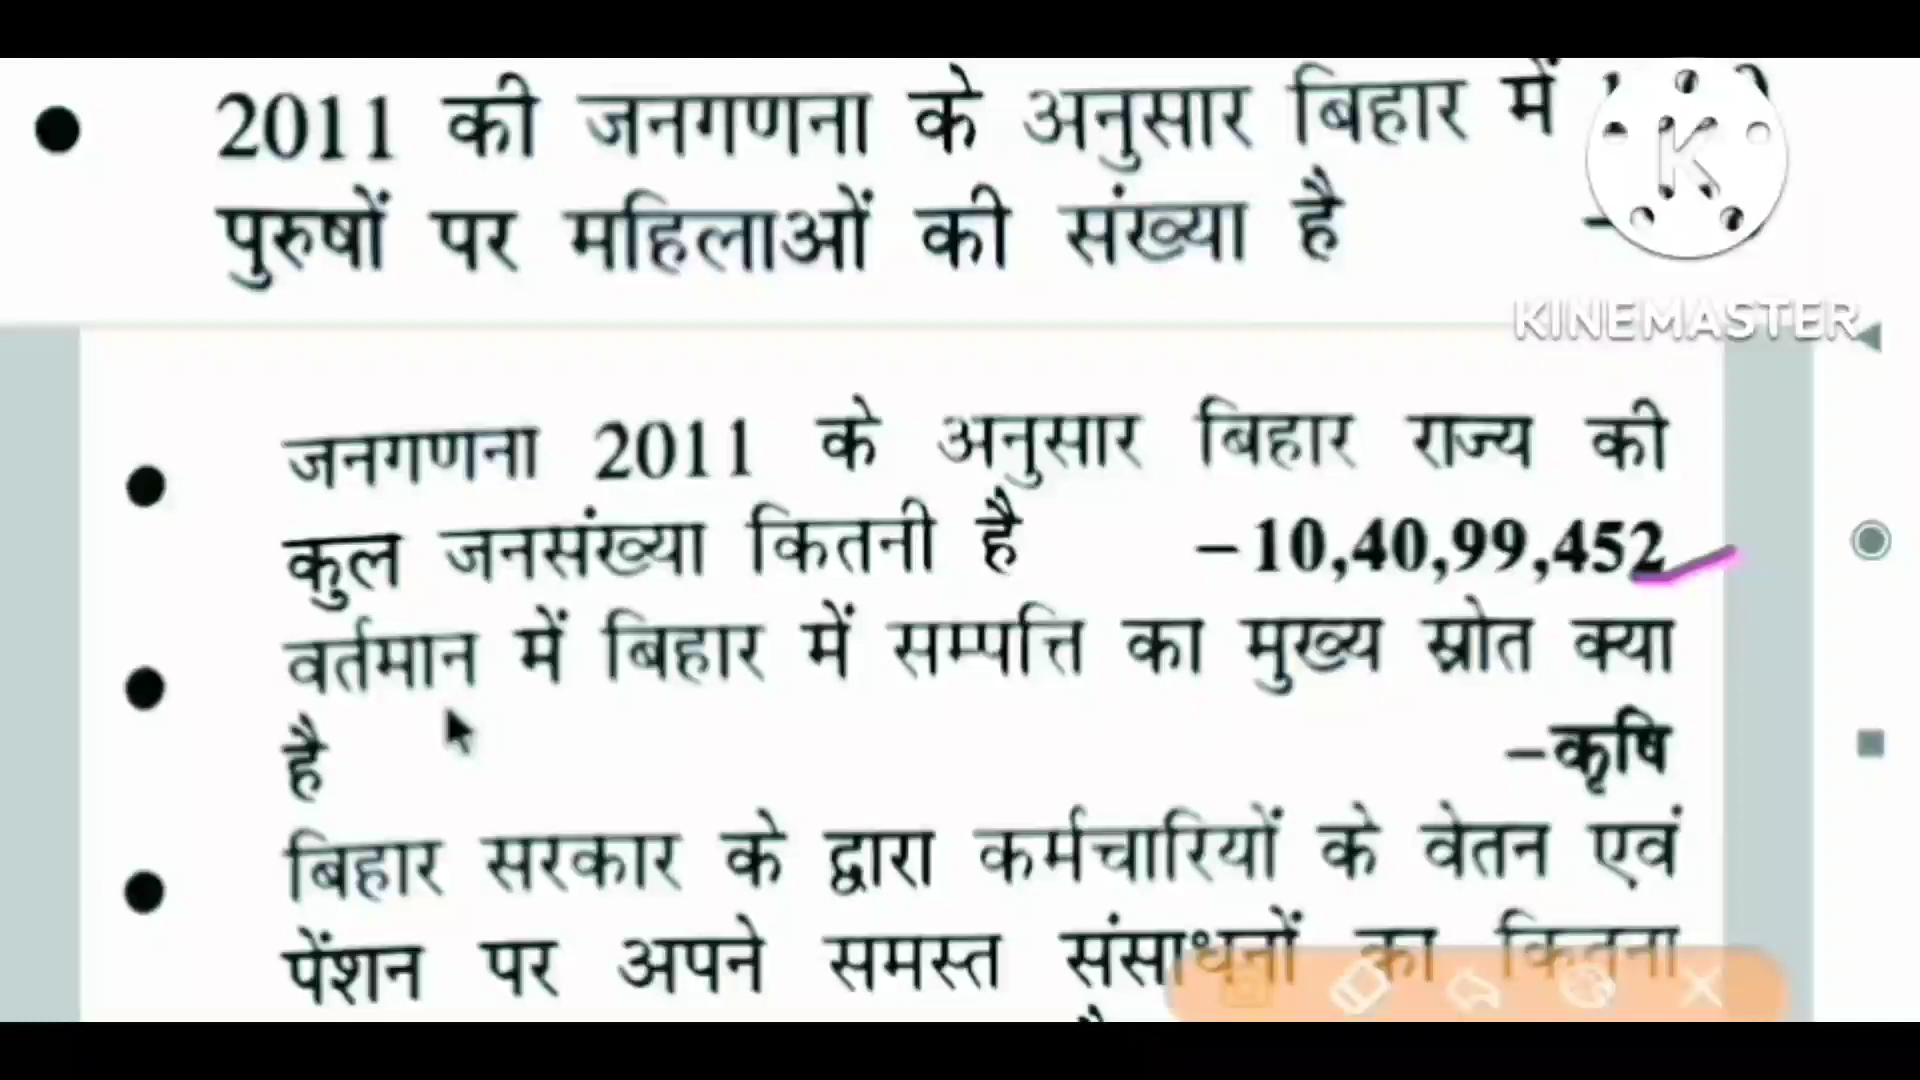 2011 की जनगणना के अनुसार बिहार में
पुरुषों पर महिलाओं की संख्या है –
K
KINEMASTER
जनगणना 2011 के अनुसार बिहार राज्य की
कुल जनसंख्या कितनी है –10,40,99,452
वर्तमान में बिहार में सम्पत्ति का मुख्य स्रोत क्या
है –कृषि
बिहार सरकार के द्वारा कर्मचारियों के वेतन एवं
पेंशन पर अपने समस्त संसाधनों का कितना